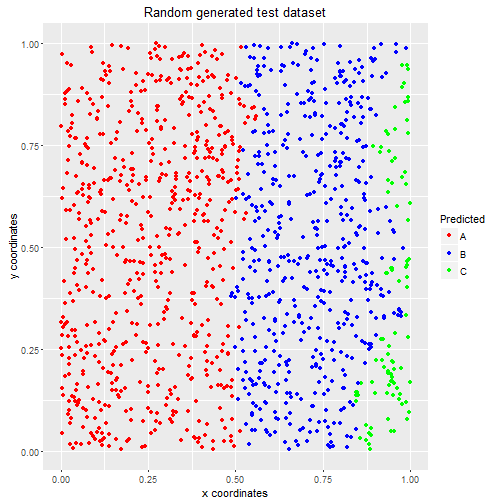 Random generated test dataset
1.00
0.75
0.50
0.25
0.00
y coordinates
0.00 0.25 0.50 0.75 1.00
x coordinates
Predicted
A
B
C